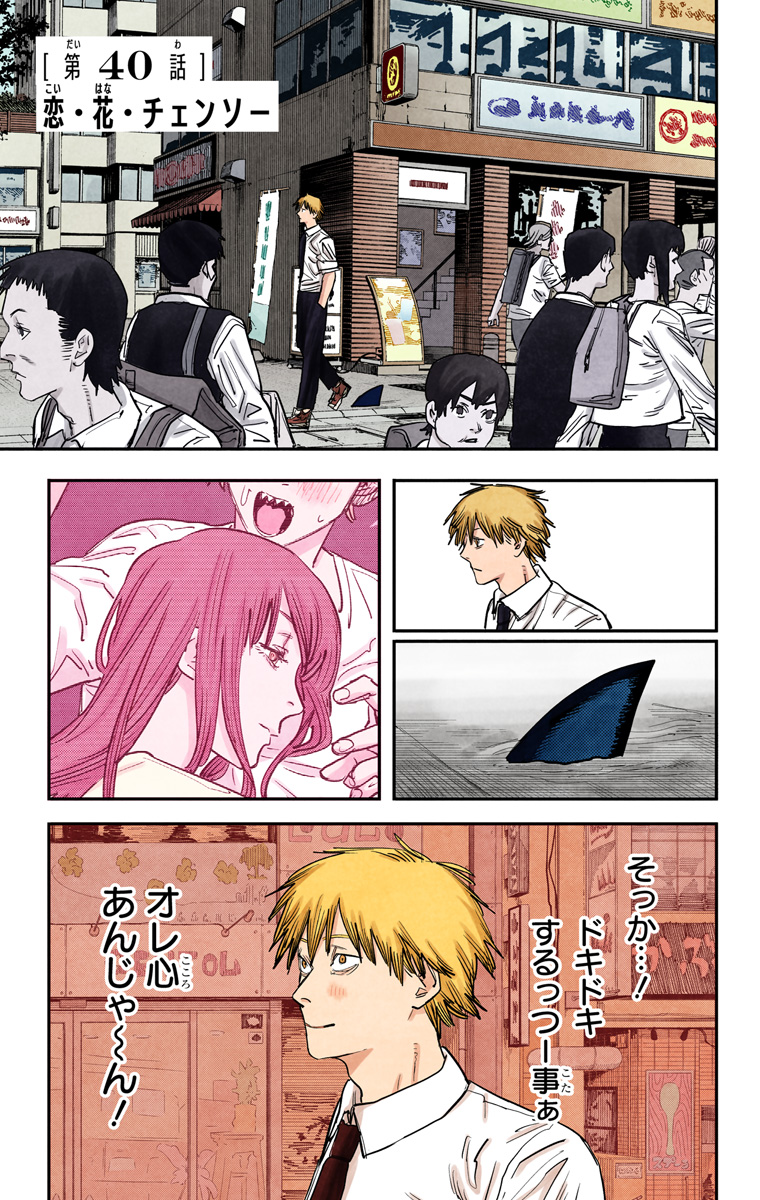 [第40話]
恋・花・チェンソー
そっか…！
ドキドキ
するっつー事ぁ
オレ心
あんじゃ〜ん！